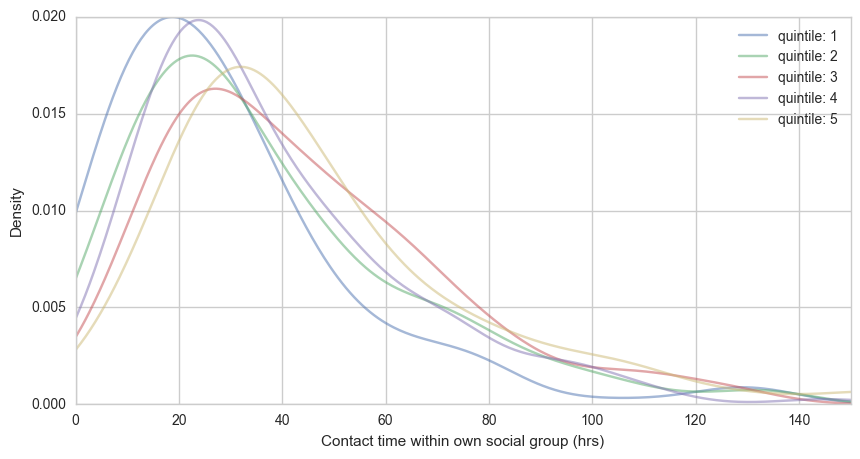 0.020
0.015
0.010
0.005
0.000
Density
quintile: 1
quintile: 2
quintile: 3
quintile: 4
quintile: 5
0 20 40 60 80 100 120 140
Contact time within own social group (hrs)